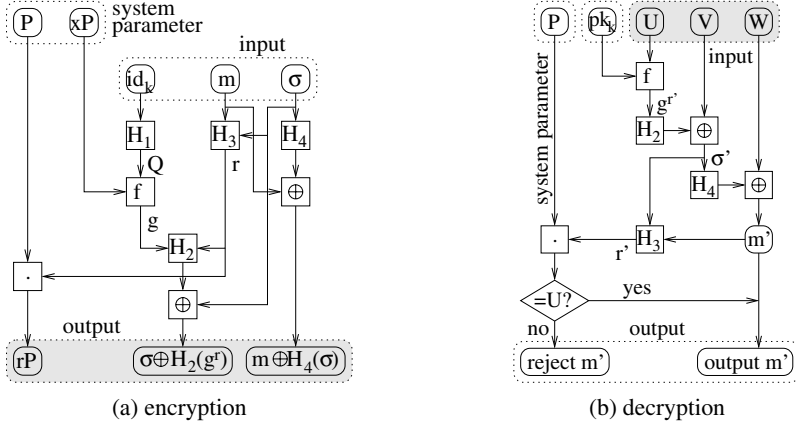 P xP system parameter
input
id_k m σ
H_1 H_3 H_4
Q r
f ⊕
g
H_2
.
⊕
output
rP σ⊕H_2(g^r) m⊕H_4(σ)
(a) encryption
P pk_k U V W
input
system parameter
f
g^r'
H_2 ⊕
σ'
H_4 ⊕
. r' H_3 m'
=U? yes
no output
reject m' output m'
(b) decryption